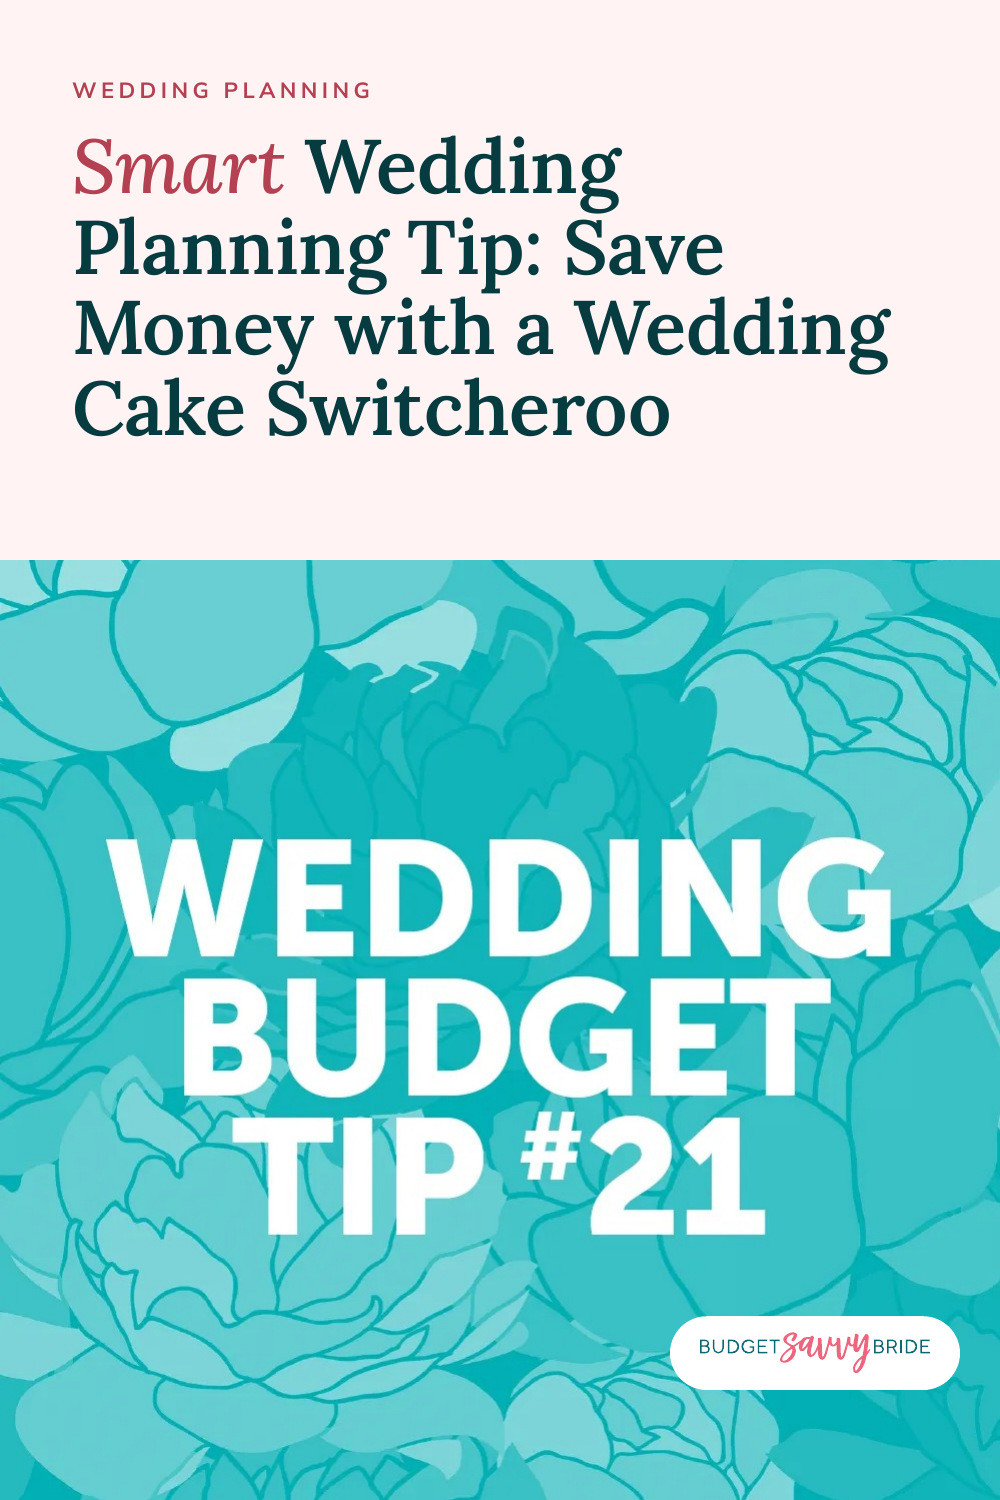 WEDDING PLANNING
Smart Wedding
Planning Tip: Save
Money with a Wedding
Cake Switcheroo
WEDDING
BUDGET
TIP #21
BUDGET savvy BRIDE